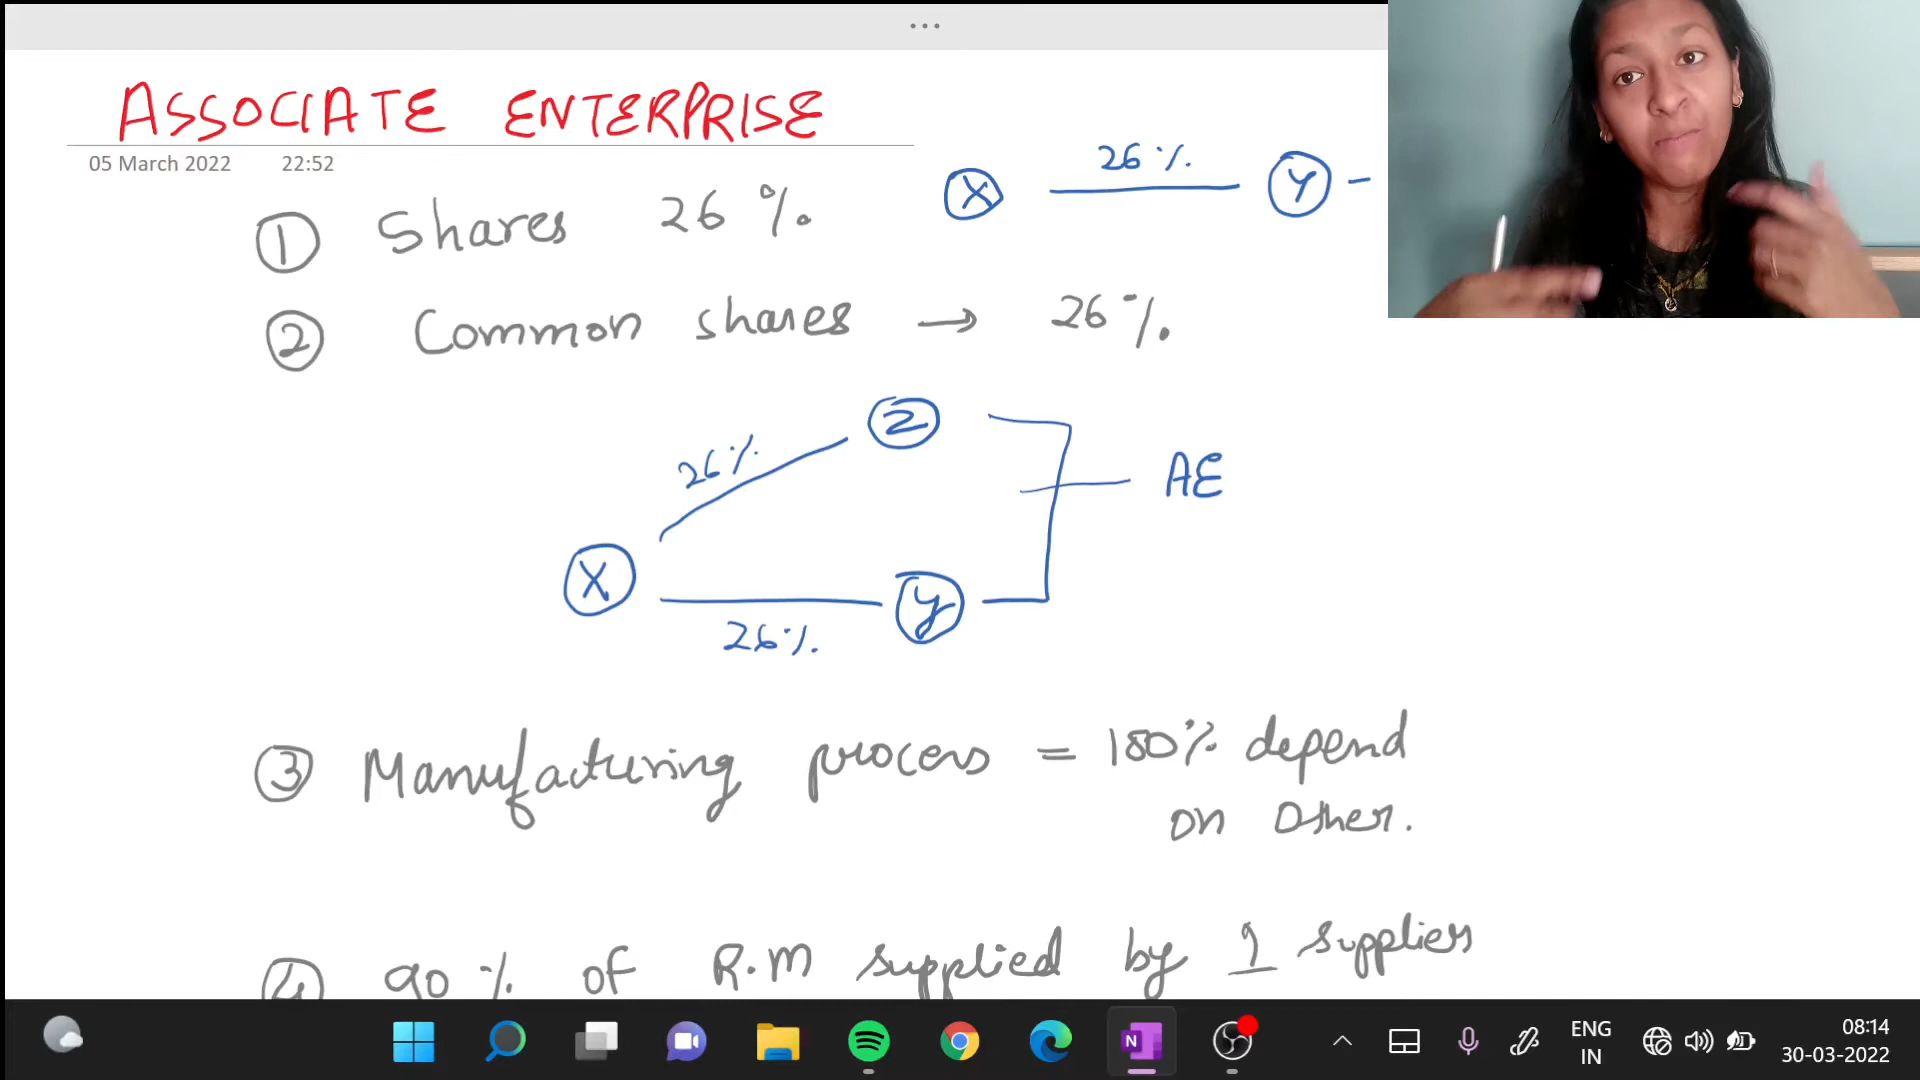 ASSOCIATE ENTERPRISE
05 March 2022 22:52
26 %
X Y -
① Shares 26 %.
② Common shares → 26 %.
Z
26 %
AE
X
y
26 %.
③ Manufacturing process = 100% depend
on Other.
④ 90 % of R.M supplied by 1 suppliers
N
ENG
IN
08:14
30-03-2022